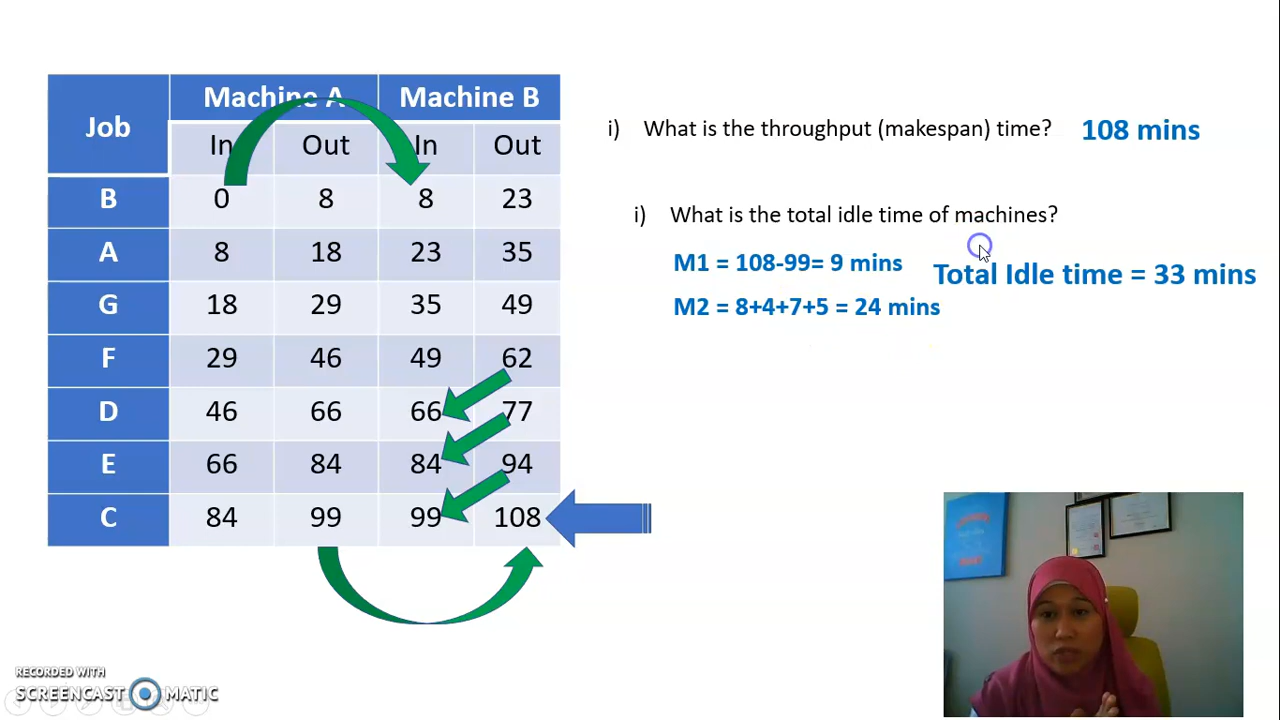 Job Machine A Machine B
In Out In Out
B 0 8 8 23
A 8 18 23 35
G 18 29 35 49
F 29 46 49 62
D 46 66 66 77
E 66 84 84 94
C 84 99 99 108
i) What is the throughput (makespan) time? 108 mins
i) What is the total idle time of machines?
M1 = 108-99= 9 mins
Total Idle time = 33 mins
M2 = 8+4+7+5 = 24 mins
RECORDED WITH
SCREENCAST MATIC